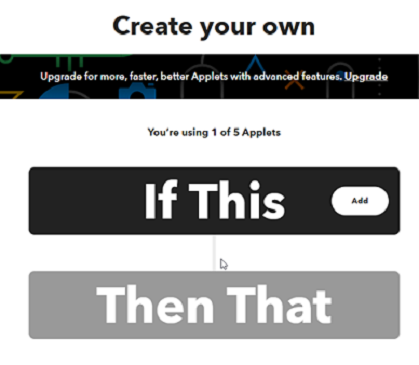 Create your own
Upgrade for more, faster, better Applets with advanced features. Upgrade
You're using 1 of 5 Applets
If This
Add
Then That